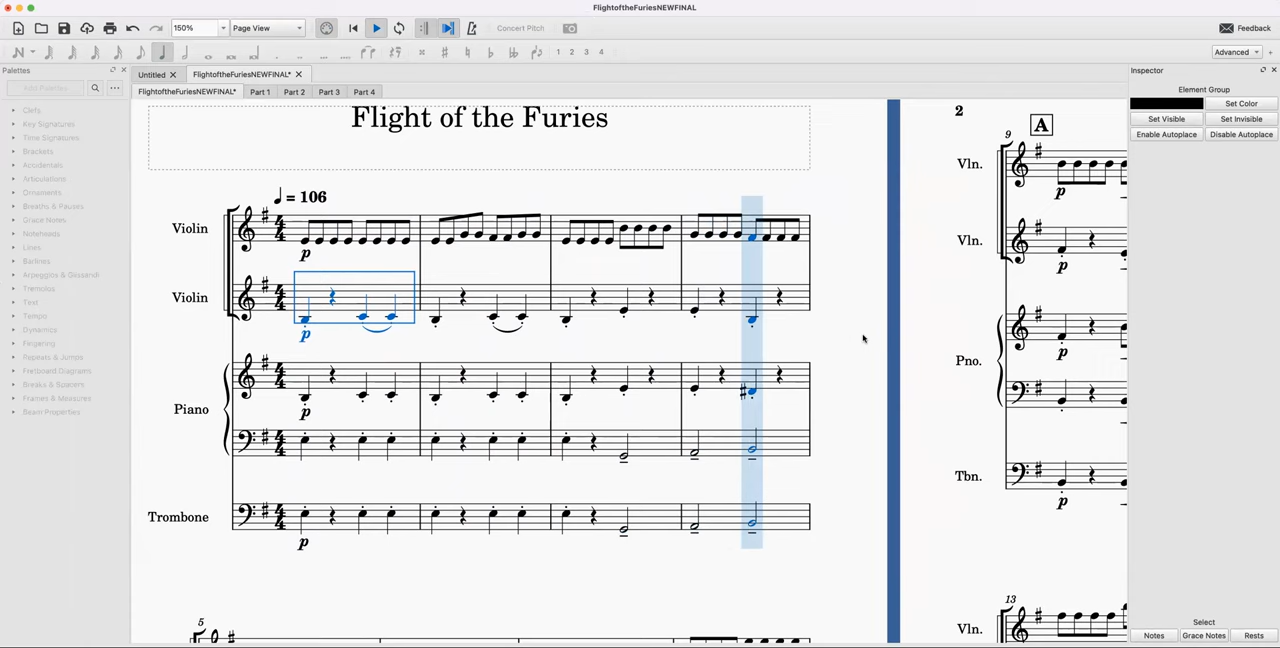 FlightoftheFuriesNEWFINAL
150%
Page View
Concert Pitch
Feedback
1 2 3 4
Advanced
Palettes
Untitled
FlightoftheFuriesNEWFINAL*
Inspector
Add Palettes
FlightoftheFuriesNEWFINAL*
Part 1
Part 2
Part 3
Part 4
Element Group
Set Color
Set Visible
Set Invisible
Enable Autoplace
Disable Autoplace
Clefs
Key Signatures
Time Signatures
Brackets
Accidentals
Articulations
Ornaments
Breaths & Pauses
Grace Notes
Noteheads
Lines
Barlines
Arpeggios & Glissandi
Tremolos
Text
Tempo
Dynamics
Fingering
Repeats & Jumps
Fretboard Diagrams
Breaks & Spacers
Frames & Measures
Beam Properties
Flight of the Furies
= 106
Violin
p
Violin
p
Piano
p
Trombone
p
5
2
9
A
Vln.
p
Vln.
p
Pno.
p
Tbn.
p
13
Vln.
Select
Notes
Grace Notes
Rests